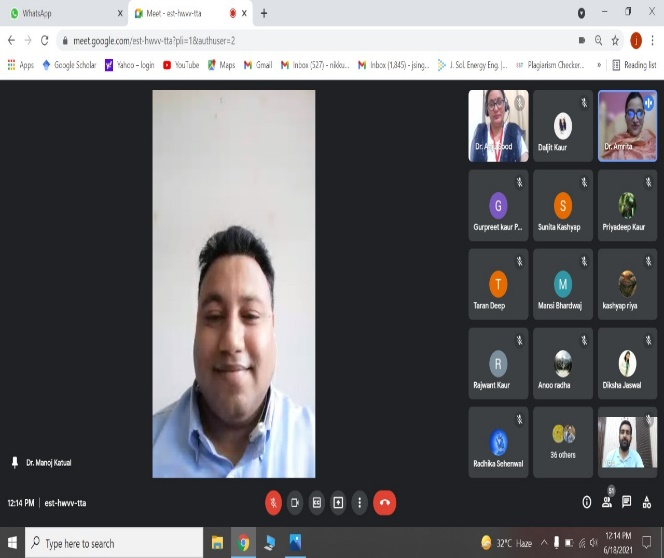 WhatsApp
Meet - est-hwvv-tta
meet.google.com/est-hwvv-tta?pli=1&authuser=2
Apps Google Scholar Yahoo - login YouTube Maps Gmail Inbox (527) - nikku... Inbox (1,845) - jsing... J. Sol. Energy Eng. |... Plagiarism Checker... » Reading list
Daljit Kaur
Dr. Amrita
G
Gurpreet kaur P...
S
Sunita Kashyap
Priyadeep Kaur
T
Taran Deep
M
Mansi Bhardwaj
kashyap riya
R
Rajwant Kaur
Anoo radha
Diksha Jaswal
Radhika Sehenwal
36 others
Dr. Manoj Katual
12:14 PM | est-hwvv-tta
51
Type here to search
32°C Haze
12:14 PM
6/18/2021